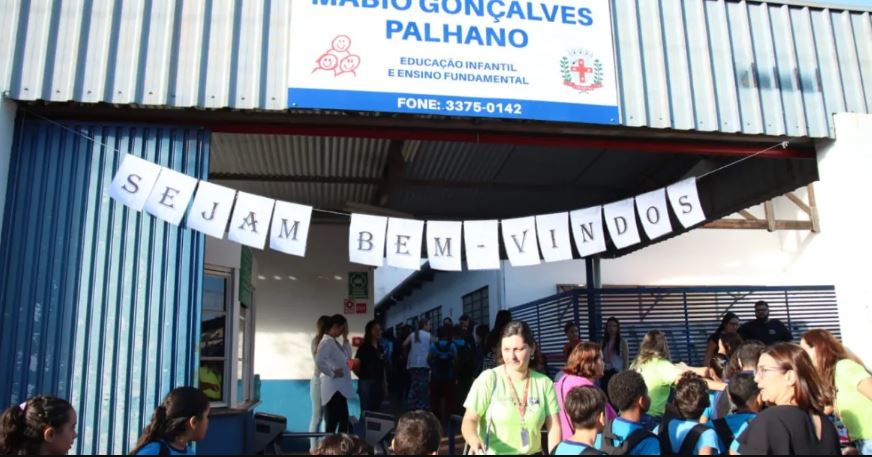 MÁBIO GONÇALVES
PALHANO
EDUCAÇÃO INFANTIL
E ENSINO FUNDAMENTAL
FONE: 3375-0142
SEJAM BEM-VINDOS